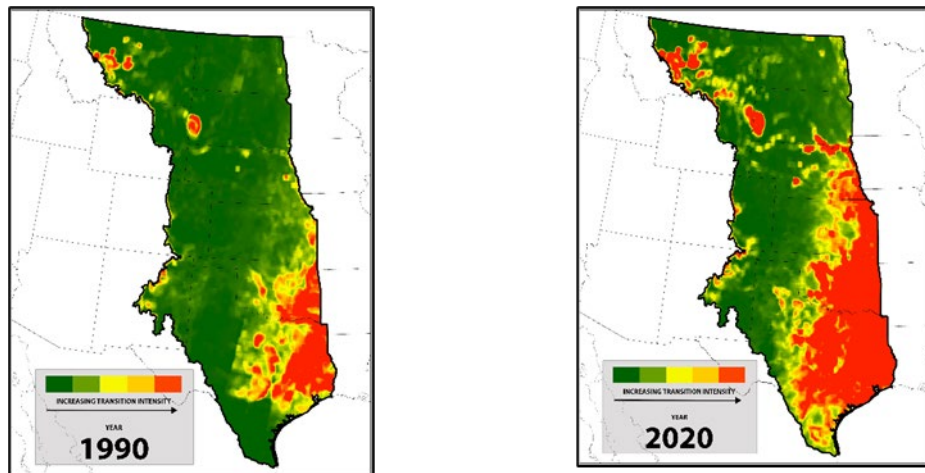 INCREASING TRANSITION INTENSITY
YEAR
1990
INCREASING TRANSITION INTENSITY
YEAR
2020